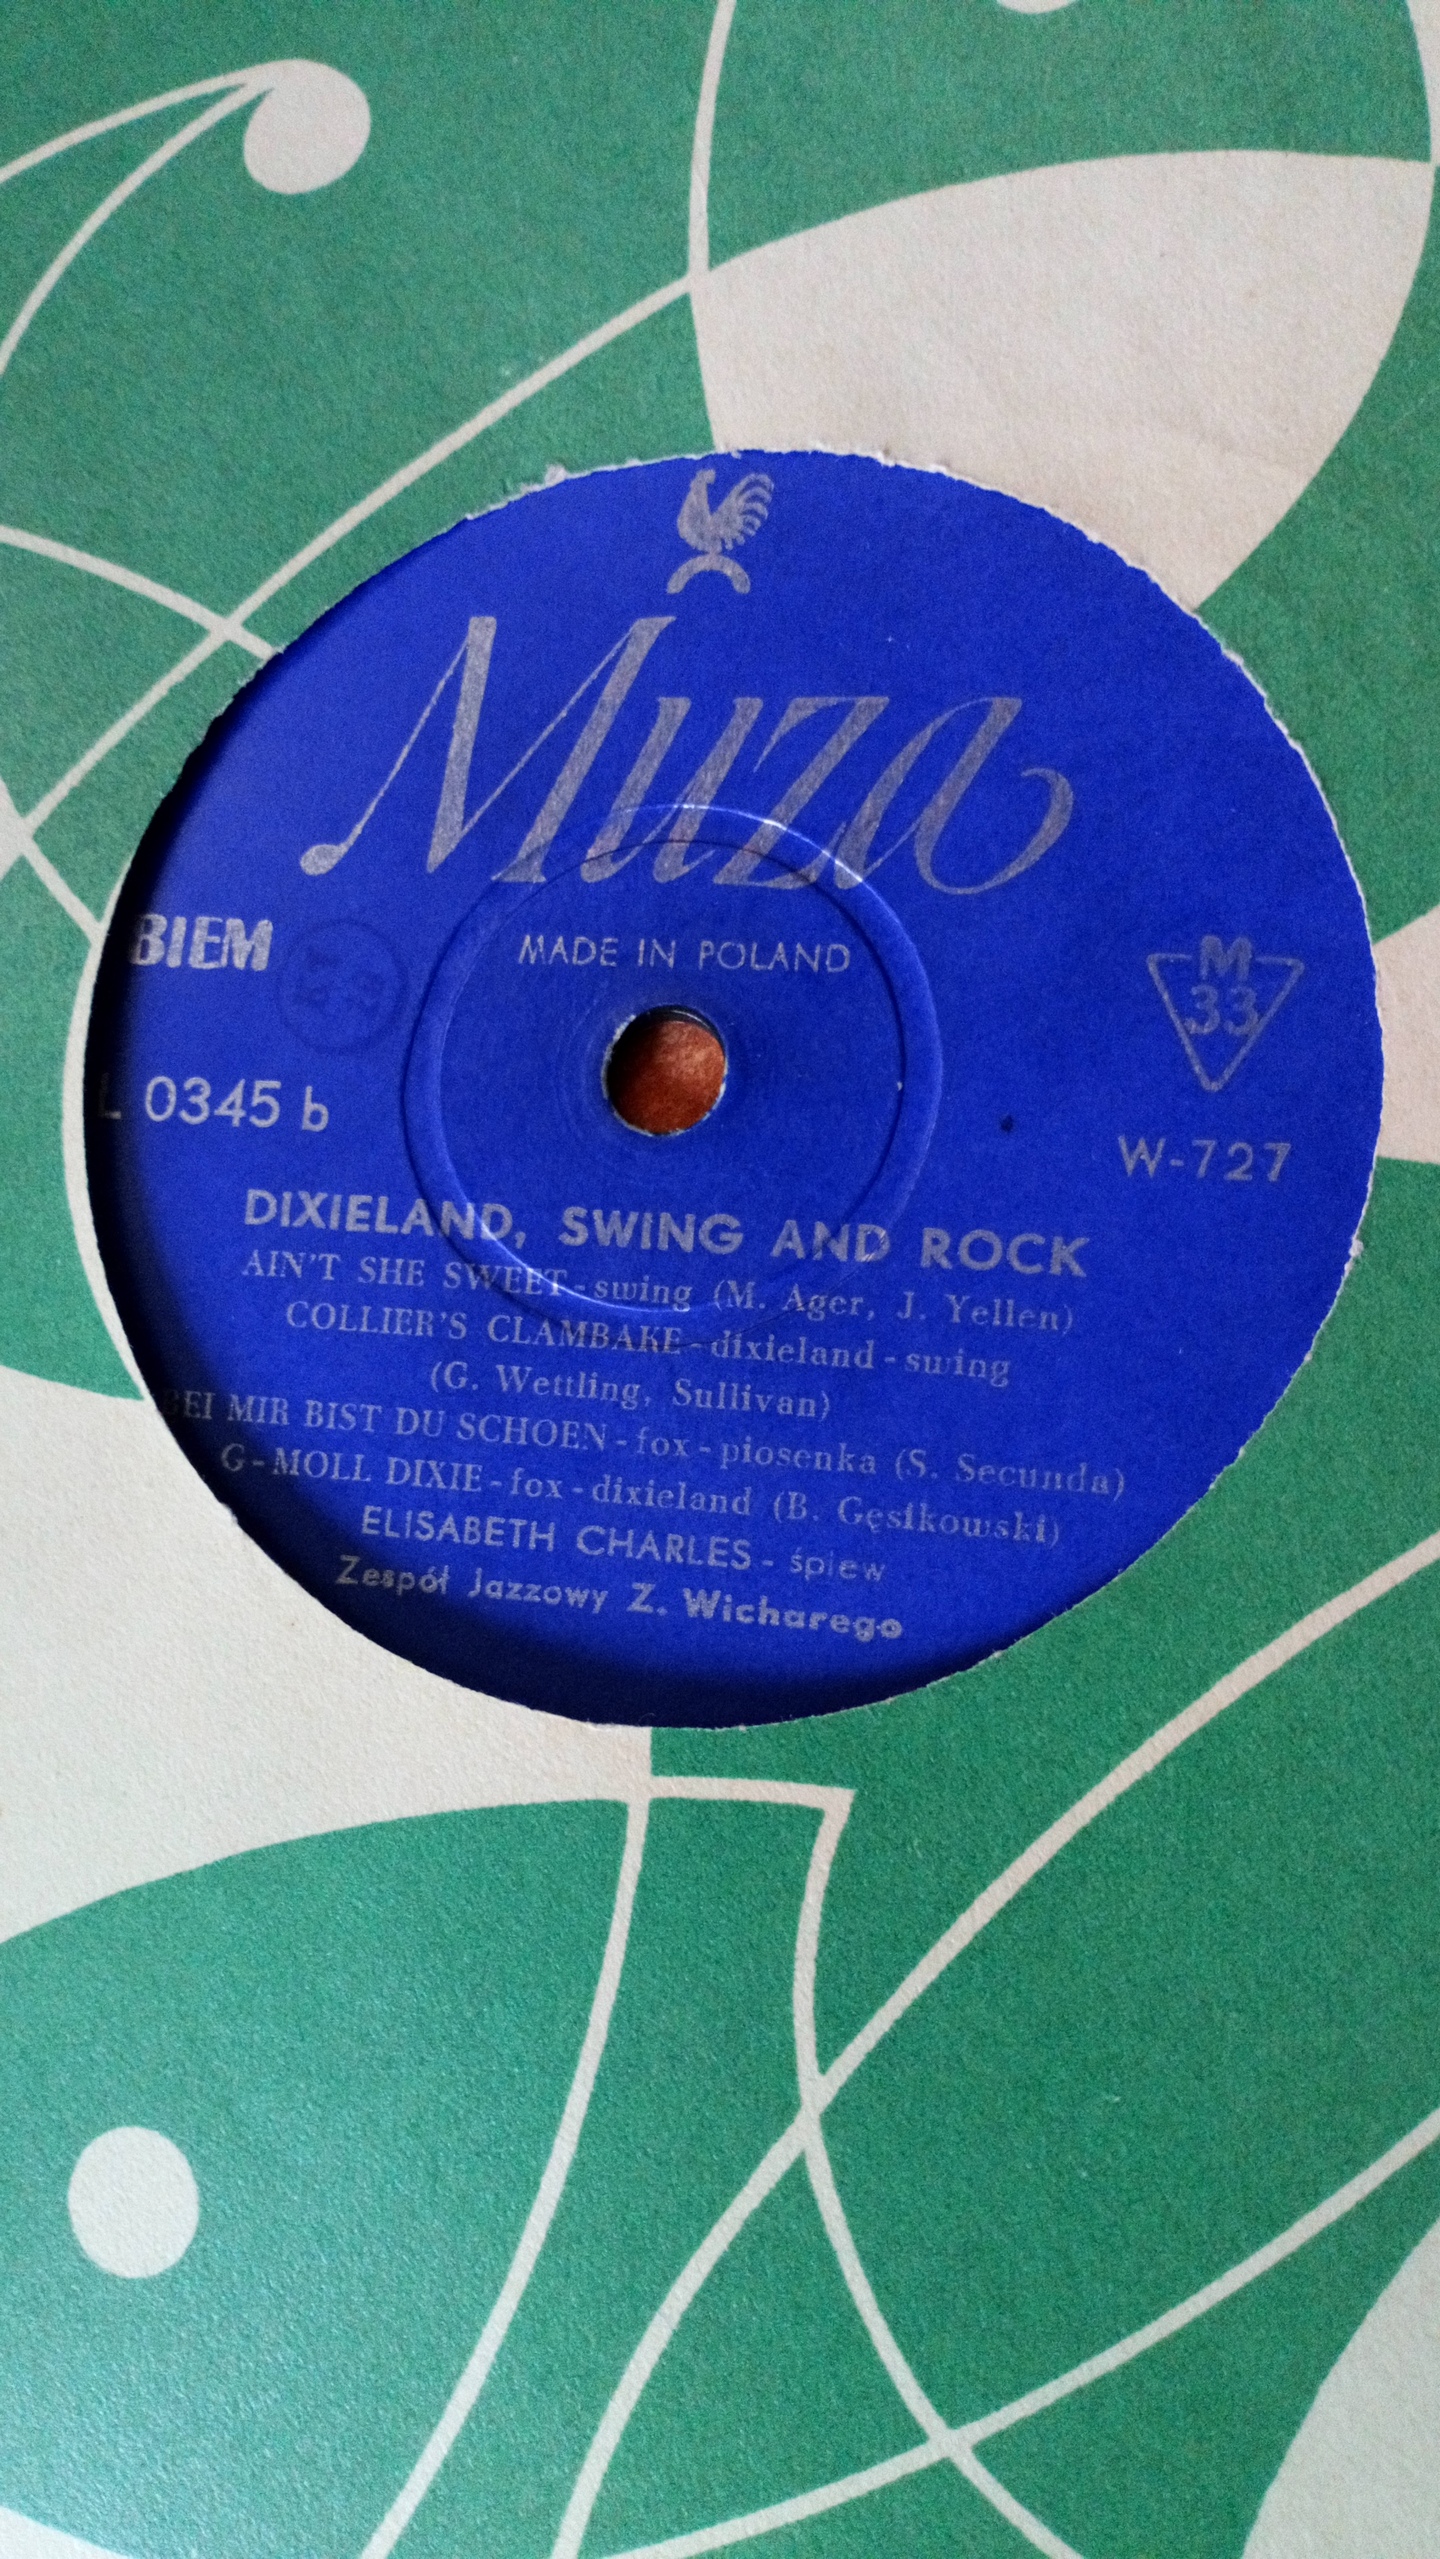 Muza
MADE IN POLAND
BIEM
M
33
L 0345 b
W-727
DIXIELAND, SWING AND ROCK
AIN'T SHE SWEET - swing (M. Ager, J. Yellen)
COLLIER'S CLAMBAKE - dixieland - swing
(G. Wettling, Sullivan)
BEI MIR BIST DU SCHOEN - fox - piosenka (S. Secunda)
G-MOLL DIXIE - fox - dixieland (B. Gęsikowski)
ELISABETH CHARLES - śpiew
Zespół Jazzowy Z. Wicharego